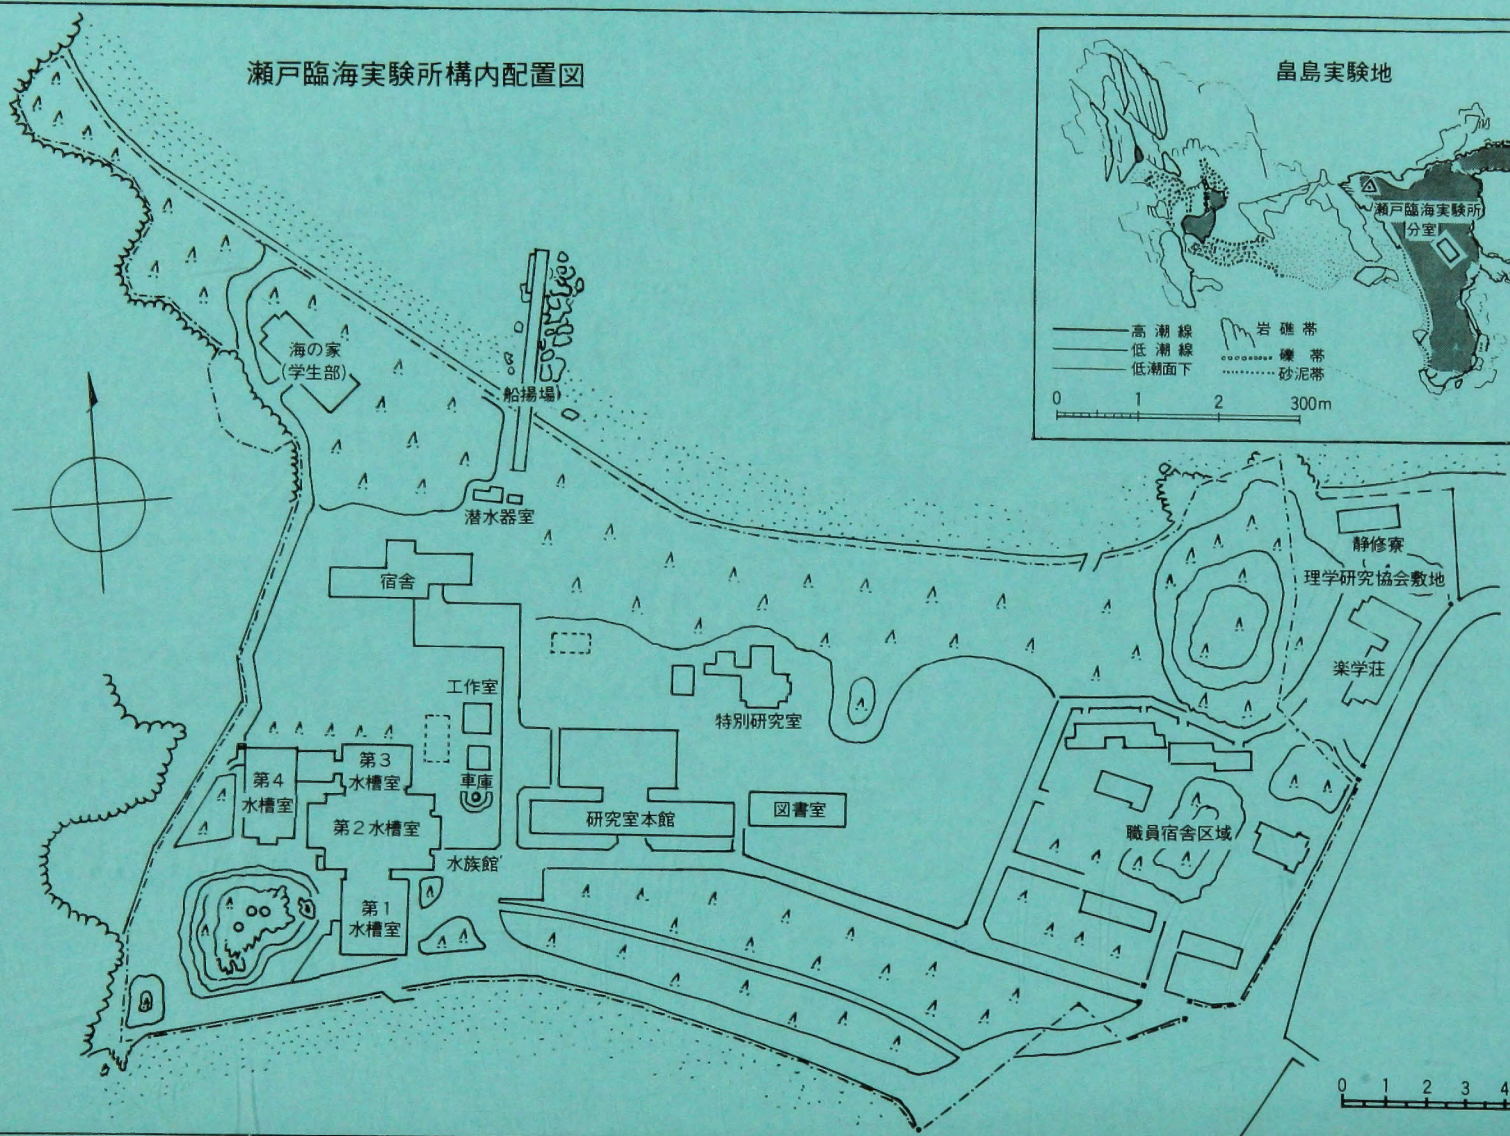 瀬戸臨海実験所構内配置図
畠島実験地
瀬戸臨海実験所
分室
高潮線
低潮線
低潮面下
岩礁帯
礫帯
砂泥帯
0 1 2 300m
海の家
(学生部)
船揚場
潜水器室
宿舎
静修寮
理学研究協会敷地
楽学荘
工作室
特別研究室
車庫
第3
水槽室
第4
水槽室
第2水槽室
研究室本館
図書室
職員宿舎区域
水族館
第1
水槽室
0 1 2 3 4